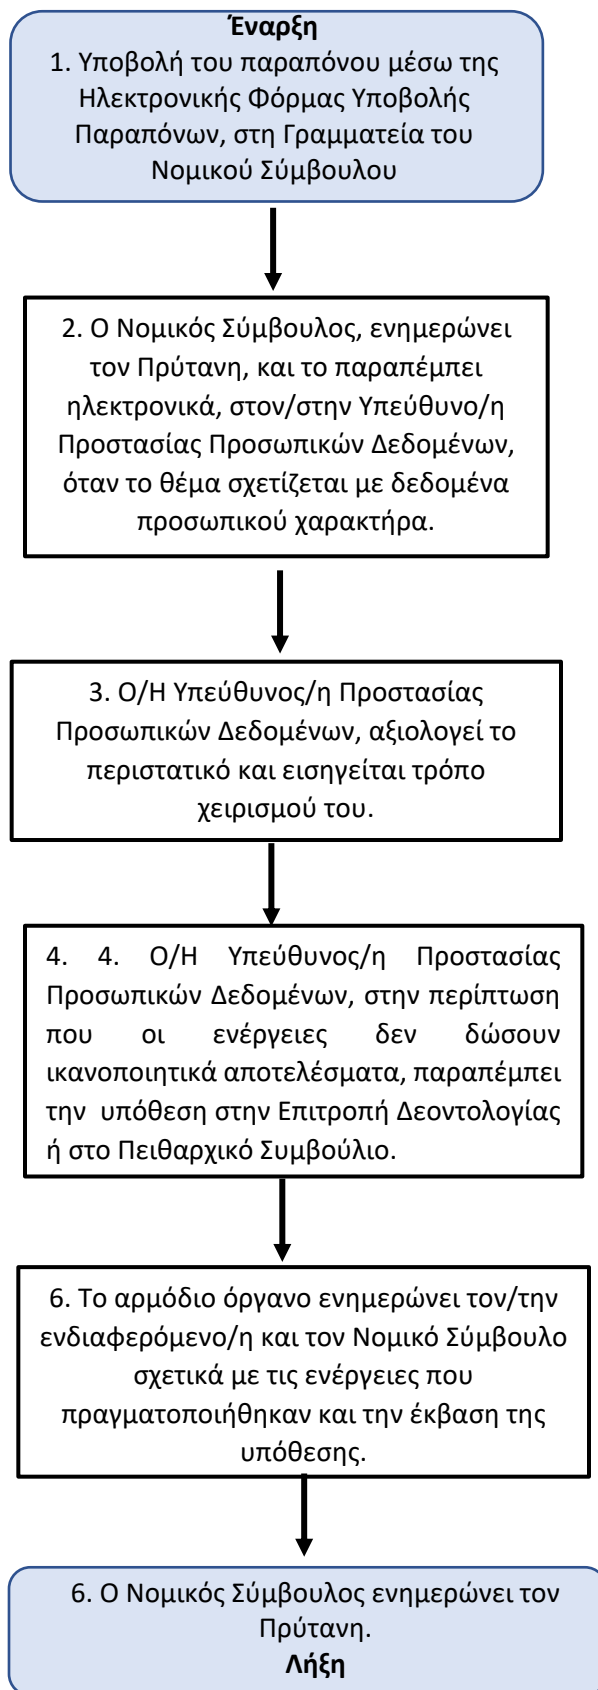 Έναρξη
1. Υποβολή του παραπόνου μέσω της
Ηλεκτρονικής Φόρμας Υποβολής
Παραπόνων, στη Γραμματεία του
Νομικού Σύμβουλου
2. Ο Νομικός Σύμβουλος, ενημερώνει
τον Πρύτανη, και το παραπέμπει
ηλεκτρονικά, στον/στην Υπεύθυνο/η
Προστασίας Προσωπικών Δεδομένων,
όταν το θέμα σχετίζεται με δεδομένα
προσωπικού χαρακτήρα.
3. Ο/Η Υπεύθυνος/η Προστασίας
Προσωπικών Δεδομένων, αξιολογεί το
περιστατικό και εισηγείται τρόπο
χειρισμού του.
4. 4. Ο/Η Υπεύθυνος/η Προστασίας
Προσωπικών Δεδομένων, στην περίπτωση
που οι ενέργειες δεν δώσουν
ικανοποιητικά αποτελέσματα, παραπέμπει
την υπόθεση στην Επιτροπή Δεοντολογίας
ή στο Πειθαρχικό Συμβούλιο.
6. Το αρμόδιο όργανο ενημερώνει τον/την
ενδιαφερόμενο/η και τον Νομικό Σύμβουλο
σχετικά με τις ενέργειες που
πραγματοποιήθηκαν και την έκβαση της
υπόθεσης.
6. Ο Νομικός Σύμβουλος ενημερώνει τον
Πρύτανη.
Λήξη